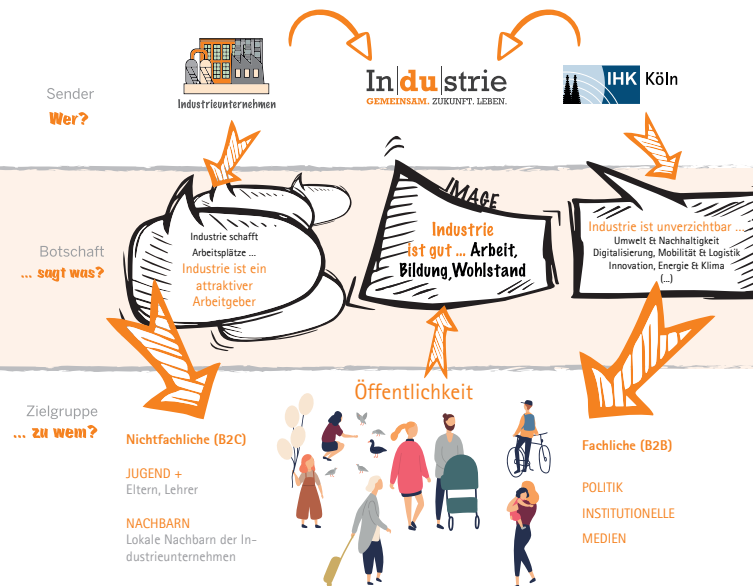 Sender
Wer?
Industrieunternehmen
In|du|strie
GEMEINSAM. ZUKUNFT. LEBEN.
IHK Köln
Botschaft
... sagt was?
Industrie schafft
Arbeitsplätze ...
Industrie ist ein
attraktiver
Arbeitgeber
IMAGE
Industrie
ist gut ... Arbeit,
Bildung,Wohlstand
Industrie ist unverzichtbar ...
Umwelt & Nachhaltigkeit
Digitalisierung, Mobilität & Logistik
Innovation, Energie & Klima
(...)
Zielgruppe
... zu wem?
Nichtfachliche (B2C)
JUGEND +
Eltern, Lehrer
NACHBARN
Lokale Nachbarn der In-
dustrieunternehmen
Öffentlichkeit
Fachliche (B2B)
POLITIK
INSTITUTIONELLE
MEDIEN